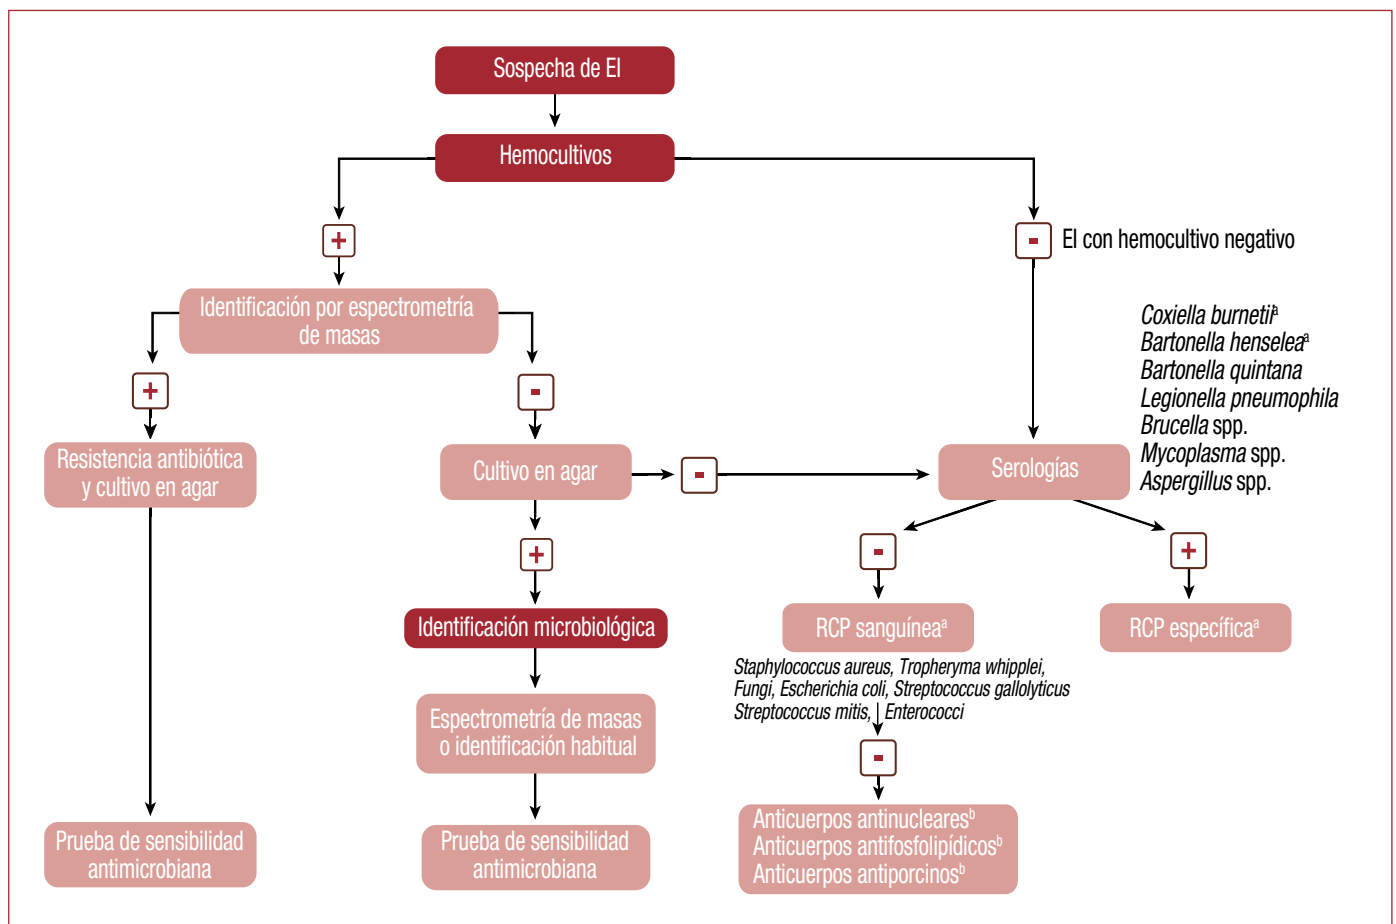 Sospecha de EI
Hemocultivos
+
-
EI con hemocultivo negativo
Identificación por espectrometría
de masas
+
-
Coxiella burnetiiª
Bartonella henseleaª
Bartonella quintana
Legionella pneumophila
Brucella spp.
Mycoplasma spp.
Aspergillus spp.
Resistencia antibiótica
y cultivo en agar
Cultivo en agar
-
Serologías
+
-
+
Identificación microbiológica
RCP sanguíneaª
RCP específicaª
Staphylococcus aureus, Tropheryma whipplei,
Fungi, Escherichia coli, Streptococcus gallolyticus
Streptococcus mitis, Enterococci
Espectrometría de masas
o identificación habitual
-
Prueba de sensibilidad
antimicrobiana
Prueba de sensibilidad
antimicrobiana
Anticuerpos antinuclearesᵇ
Anticuerpos antifosfolipídicosᵇ
Anticuerpos antiporcinosᵇ